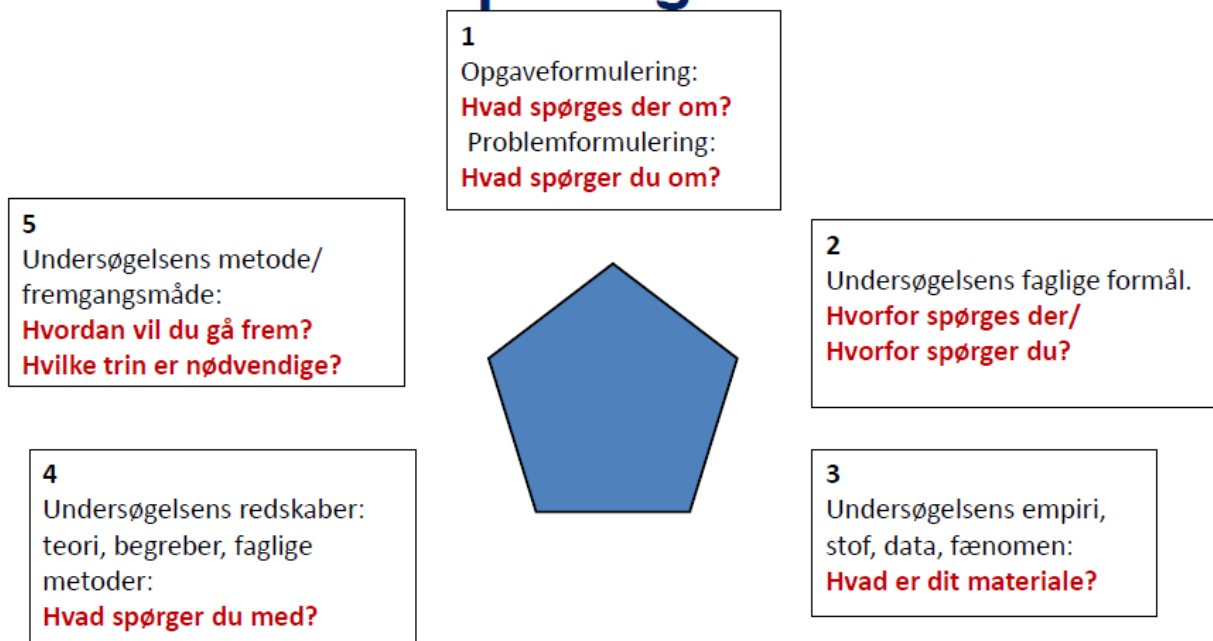 1
Opgaveformulering:
Hvad spørges der om?
Problemformulering:
Hvad spørger du om?
5
Undersøgelsens metode/
fremgangsmåde:
Hvordan vil du gå frem?
Hvilke trin er nødvendige?
2
Undersøgelsens faglige formål.
Hvorfor spørges der/
Hvorfor spørger du?
4
Undersøgelsens redskaber:
teori, begreber, faglige
metoder:
Hvad spørger du med?
3
Undersøgelsens empiri,
stof, data, fænomen:
Hvad er dit materiale?